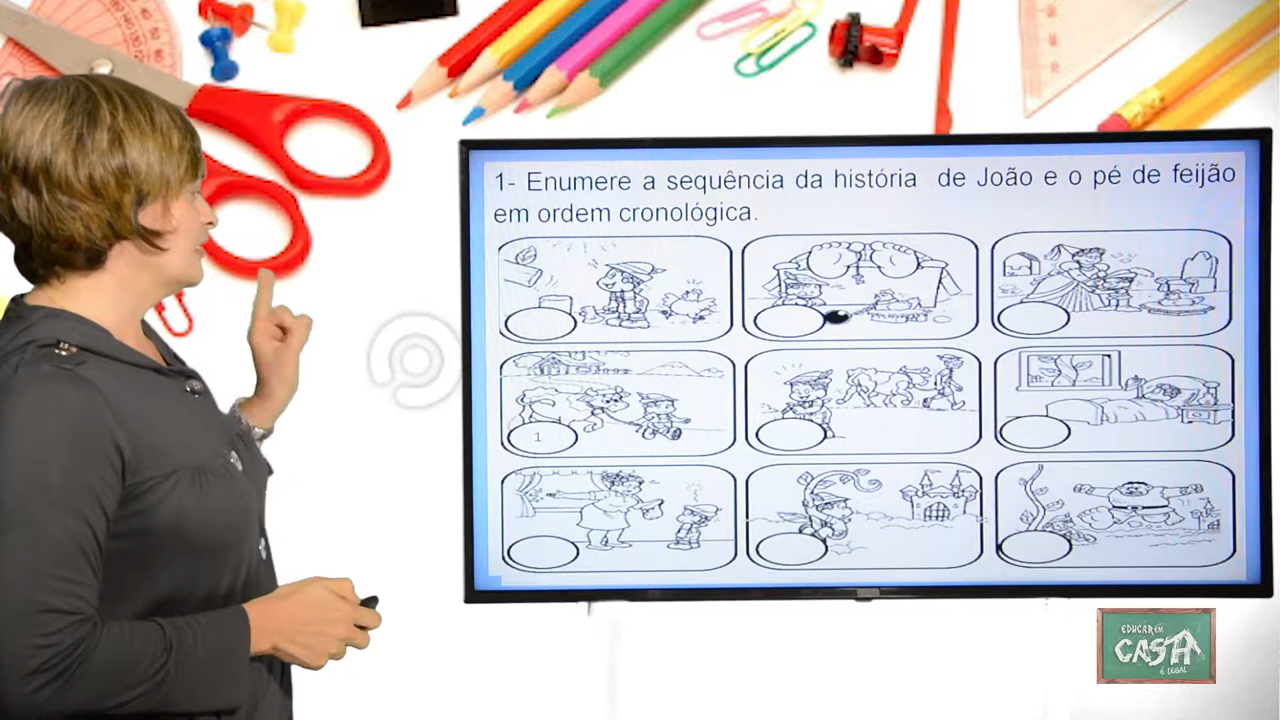 1- Enumere a sequência da história de João e o pé de feijão
em ordem cronológica.
1
EDUCAR EM
CASA
É LEGAL